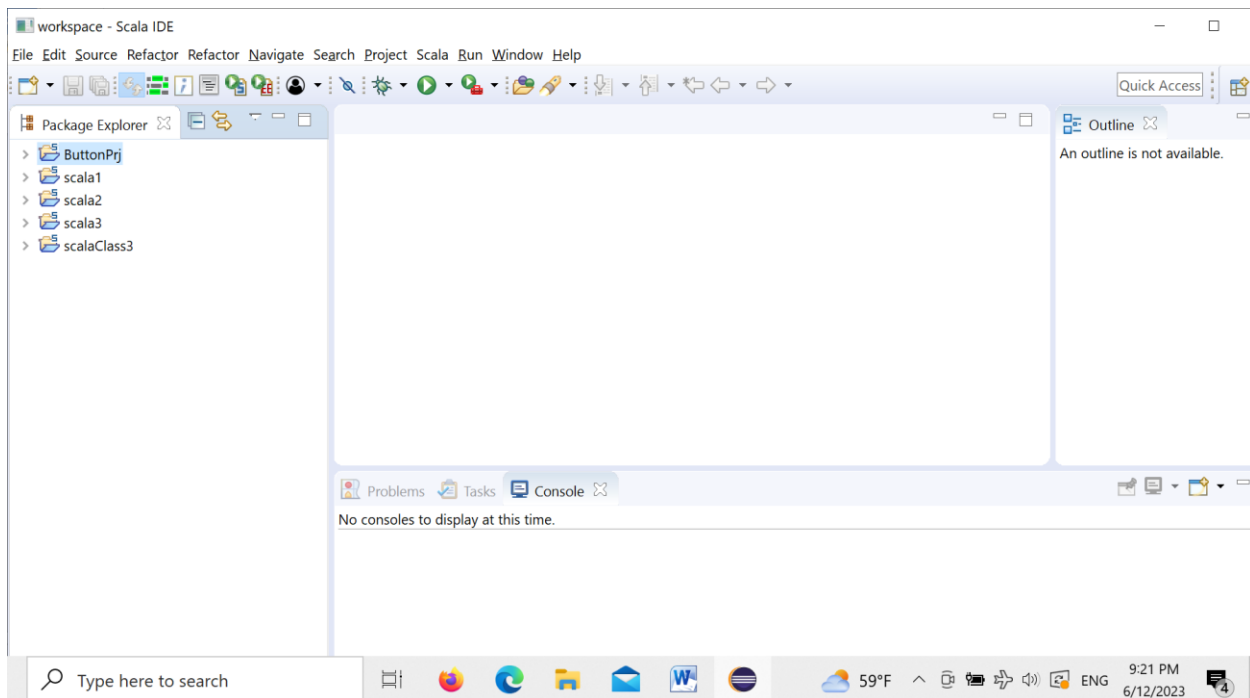 workspace - Scala IDE
File Edit Source Refactor Refactor Navigate Search Project Scala Run Window Help
Quick Access
Package Explorer
Outline
ButtonPrj
An outline is not available.
scala1
scala2
scala3
scalaClass3
Problems Tasks Console
No consoles to display at this time.
Type here to search
59°F
ENG
9:21 PM
6/12/2023
4